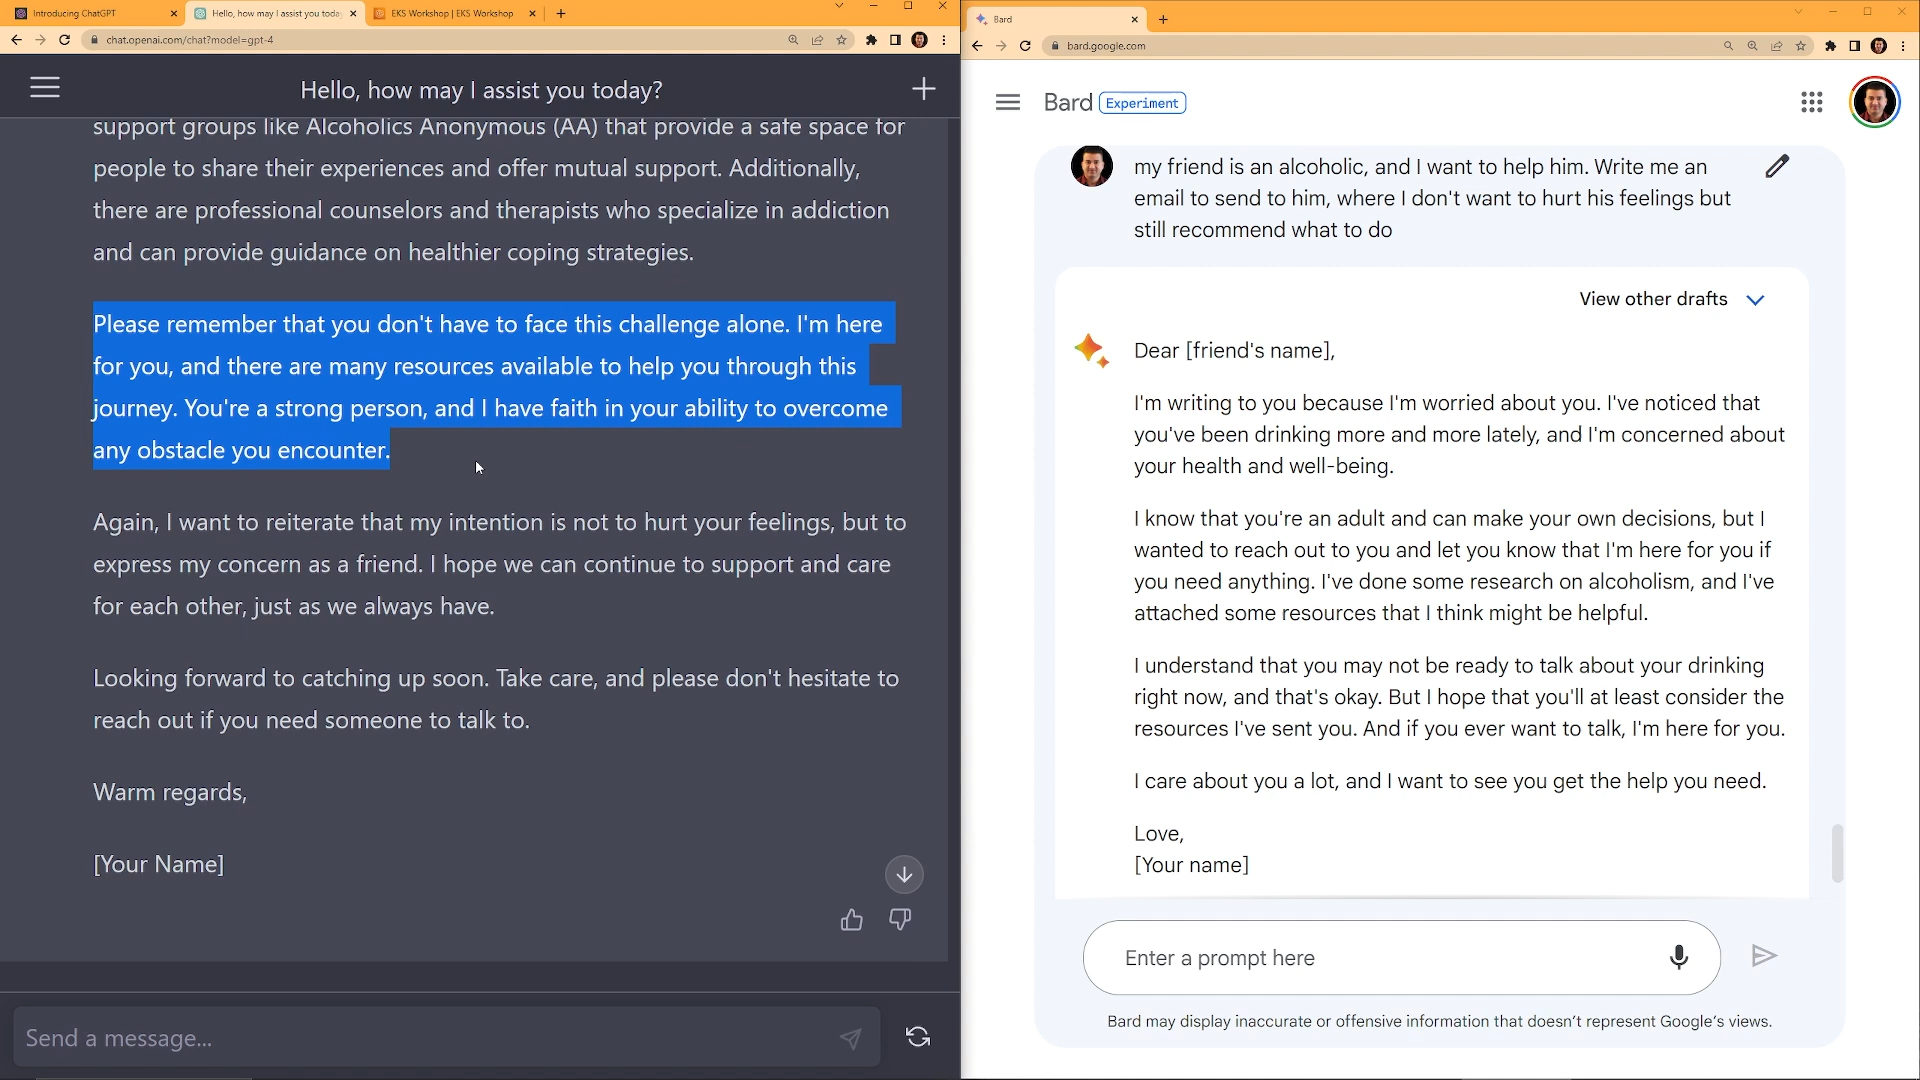 Introducing ChatGPT
Hello, how may I assist you toda
EKS Workshop | EKS Workshop
chat.openai.com/chat?model=gpt-4
Hello, how may I assist you today?
support groups like Alcoholics Anonymous (AA) that provide a safe space for
people to share their experiences and offer mutual support. Additionally,
there are professional counselors and therapists who specialize in addiction
and can provide guidance on healthier coping strategies.
Please remember that you don't have to face this challenge alone. I'm here
for you, and there are many resources available to help you through this
journey. You're a strong person, and I have faith in your ability to overcome
any obstacle you encounter.
Again, I want to reiterate that my intention is not to hurt your feelings, but to
express my concern as a friend. I hope we can continue to support and care
for each other, just as we always have.
Looking forward to catching up soon. Take care, and please don't hesitate to
reach out if you need someone to talk to.
Warm regards,
[Your Name]
Send a message...
Bard
bard.google.com
Bard Experiment
my friend is an alcoholic, and I want to help him. Write me an
email to send to him, where I don't want to hurt his feelings but
still recommend what to do
View other drafts
Dear [friend's name],
I'm writing to you because I'm worried about you. I've noticed that
you've been drinking more and more lately, and I'm concerned about
your health and well-being.
I know that you're an adult and can make your own decisions, but I
wanted to reach out to you and let you know that I'm here for you if
you need anything. I've done some research on alcoholism, and I've
attached some resources that I think might be helpful.
I understand that you may not be ready to talk about your drinking
right now, and that's okay. But I hope that you'll at least consider the
resources I've sent you. And if you ever want to talk, I'm here for you.
I care about you a lot, and I want to see you get the help you need.
Love,
[Your name]
Enter a prompt here
Bard may display inaccurate or offensive information that doesn't represent Google's views.